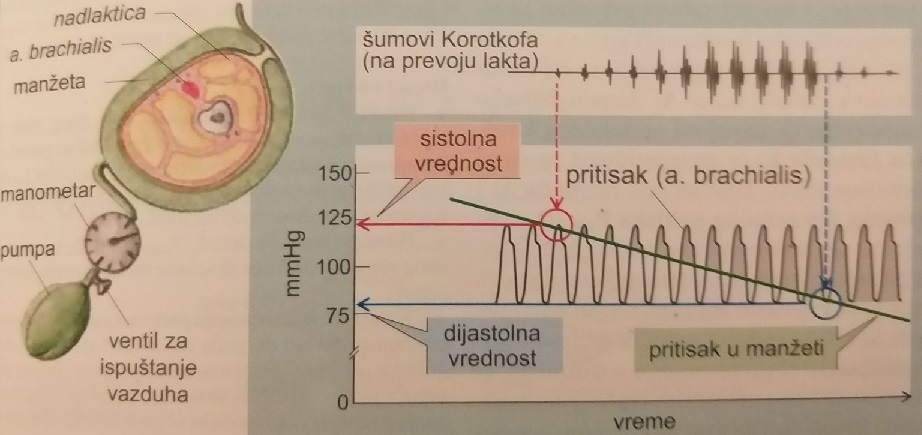 nadlaktica
a. brachialis
manžeta
manometar
pumpa
ventil za
ispuštanje
vazduha
šumovi Korotkofa
(na prevoju lakta)
sistolna
vrednost
150
125
100
75
0
mmHg
pritisak (a. brachialis)
dijastolna
vrednost
pritisak u manžeti
vreme